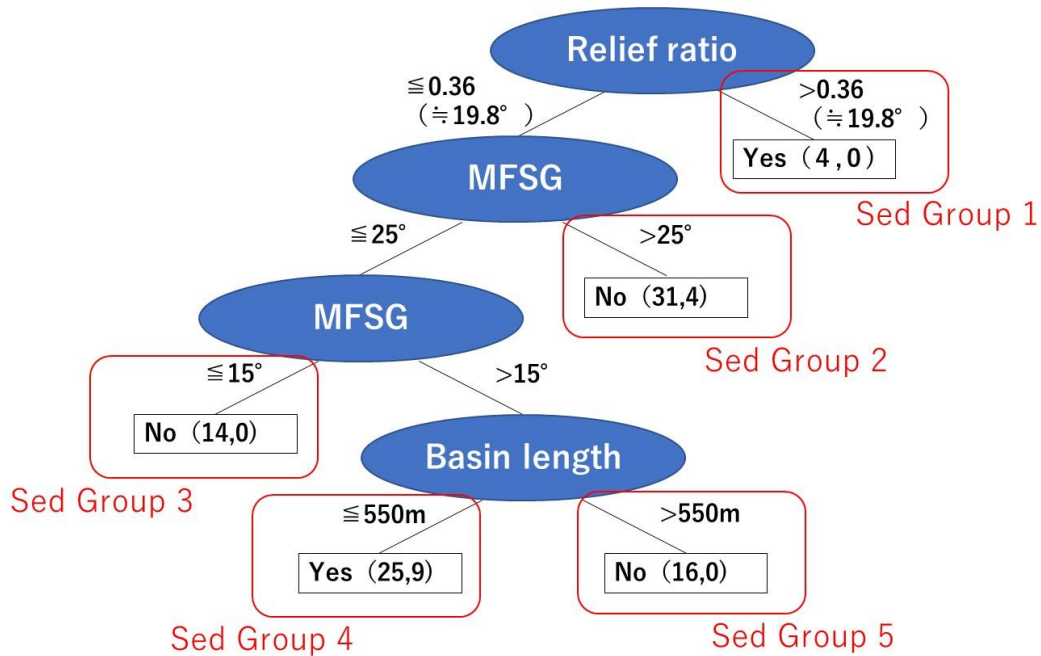 Relief ratio
≦0.36
（≒19.8° ）
>0.36
（≒19.8° ）
Yes（4 , 0）
Sed Group 1
MFSG
≦25°
>25°
No（31,4）
Sed Group 2
MFSG
≦15°
>15°
No（14,0）
Sed Group 3
Basin length
≦550m
>550m
Yes（25,9）
No（16,0）
Sed Group 4
Sed Group 5